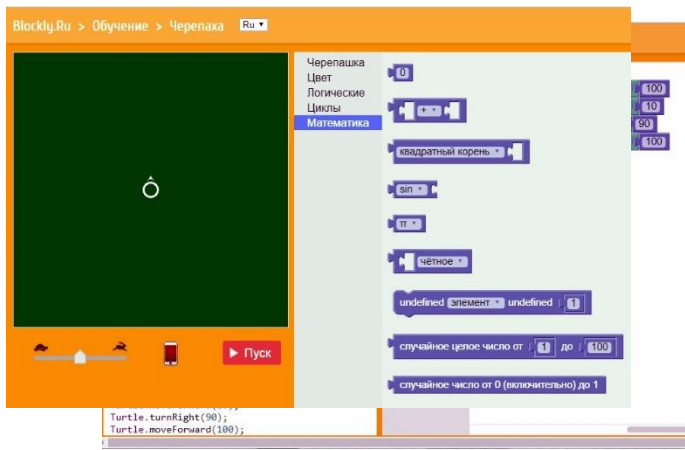 Blockly.Ru > Обучение > Черепаха Ru
Черепашка
Цвет
Логические
Циклы
Математика
0
+
квадратный корень
sin
π
чётное
undefined элемент undefined 1
случайное целое число от 1 до 100
случайное число от 0 (включительно) до 1
Пуск
100
10
90
100
Turtle.turnRight(90);
Turtle.moveForward(100);